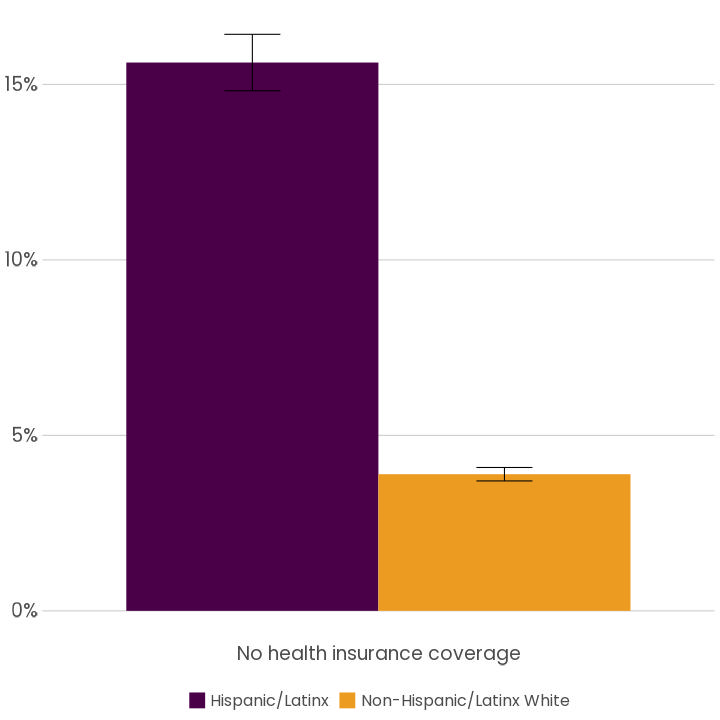 15%
10%
5%
0%
No health insurance coverage
Hispanic/Latinx Non-Hispanic/Latinx White